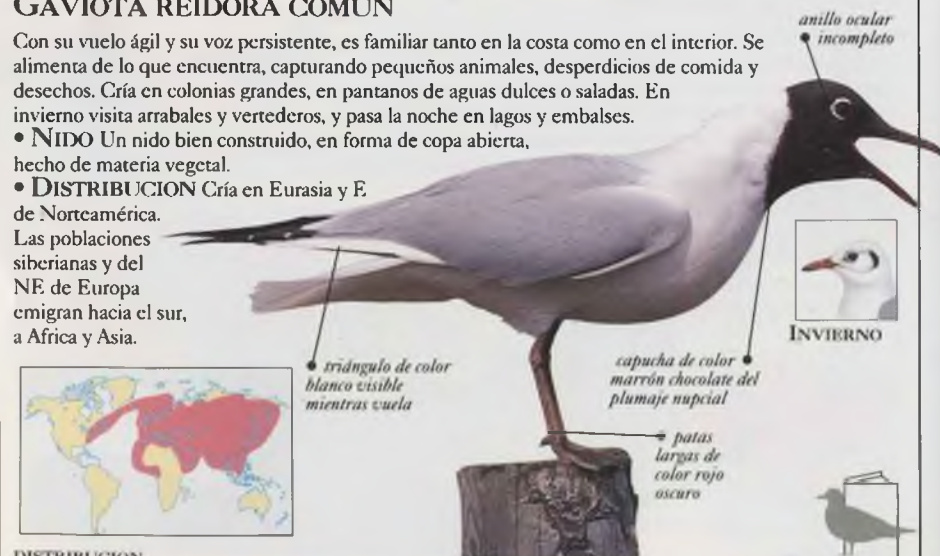 GAVIOTA REIDORA COMÚN
Con su vuelo ágil y su voz persistente, es familiar tanto en la costa como en el interior. Se
alimenta de lo que encuentra, capturando pequeños animales, desperdicios de comida y
desechos. Cría en colonias grandes, en pantanos de aguas dulces o saladas. En
invierno visita arrabales y vertederos, y pasa la noche en lagos y embalses.
• NIDO Un nido bien construido, en forma de copa abierta,
hecho de materia vegetal.
• DISTRIBUCION Cría en Eurasia y E
de Norteamérica.
Las poblaciones
siberianas y del
NE de Europa
emigran hacia el sur,
a Africa y Asia.
anillo ocular
• incompleto
INVIERNO
• triángulo de color
blanco visible
mientras vuela
capucha de color •
marrón chocolate del
plumaje nupcial
• patas
largas de
color rojo
oscuro
DISTRIBUCION